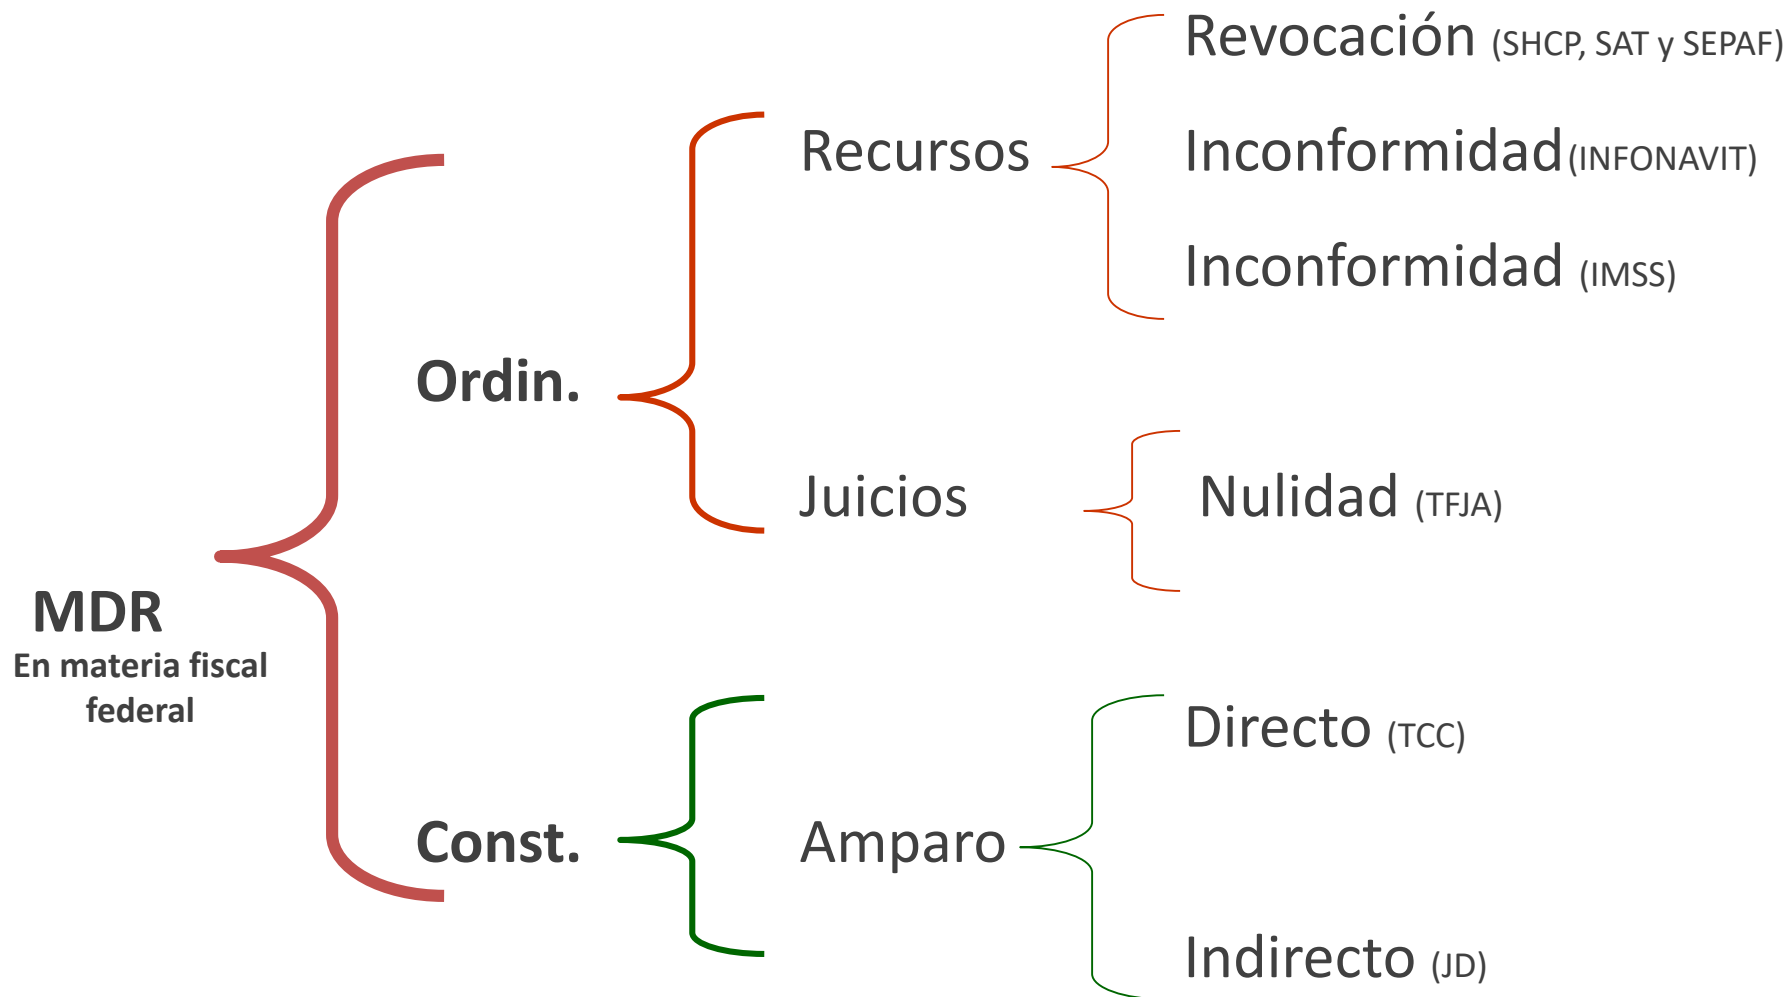 Revocación (SHCP, SAT y SEPAF)
Recursos
Inconformidad (INFONAVIT)
Inconformidad (IMSS)
Ordin.
Juicios
Nulidad (TFJA)
MDR
En materia fiscal
federal
Directo (TCC)
Const.
Amparo
Indirecto (JD)